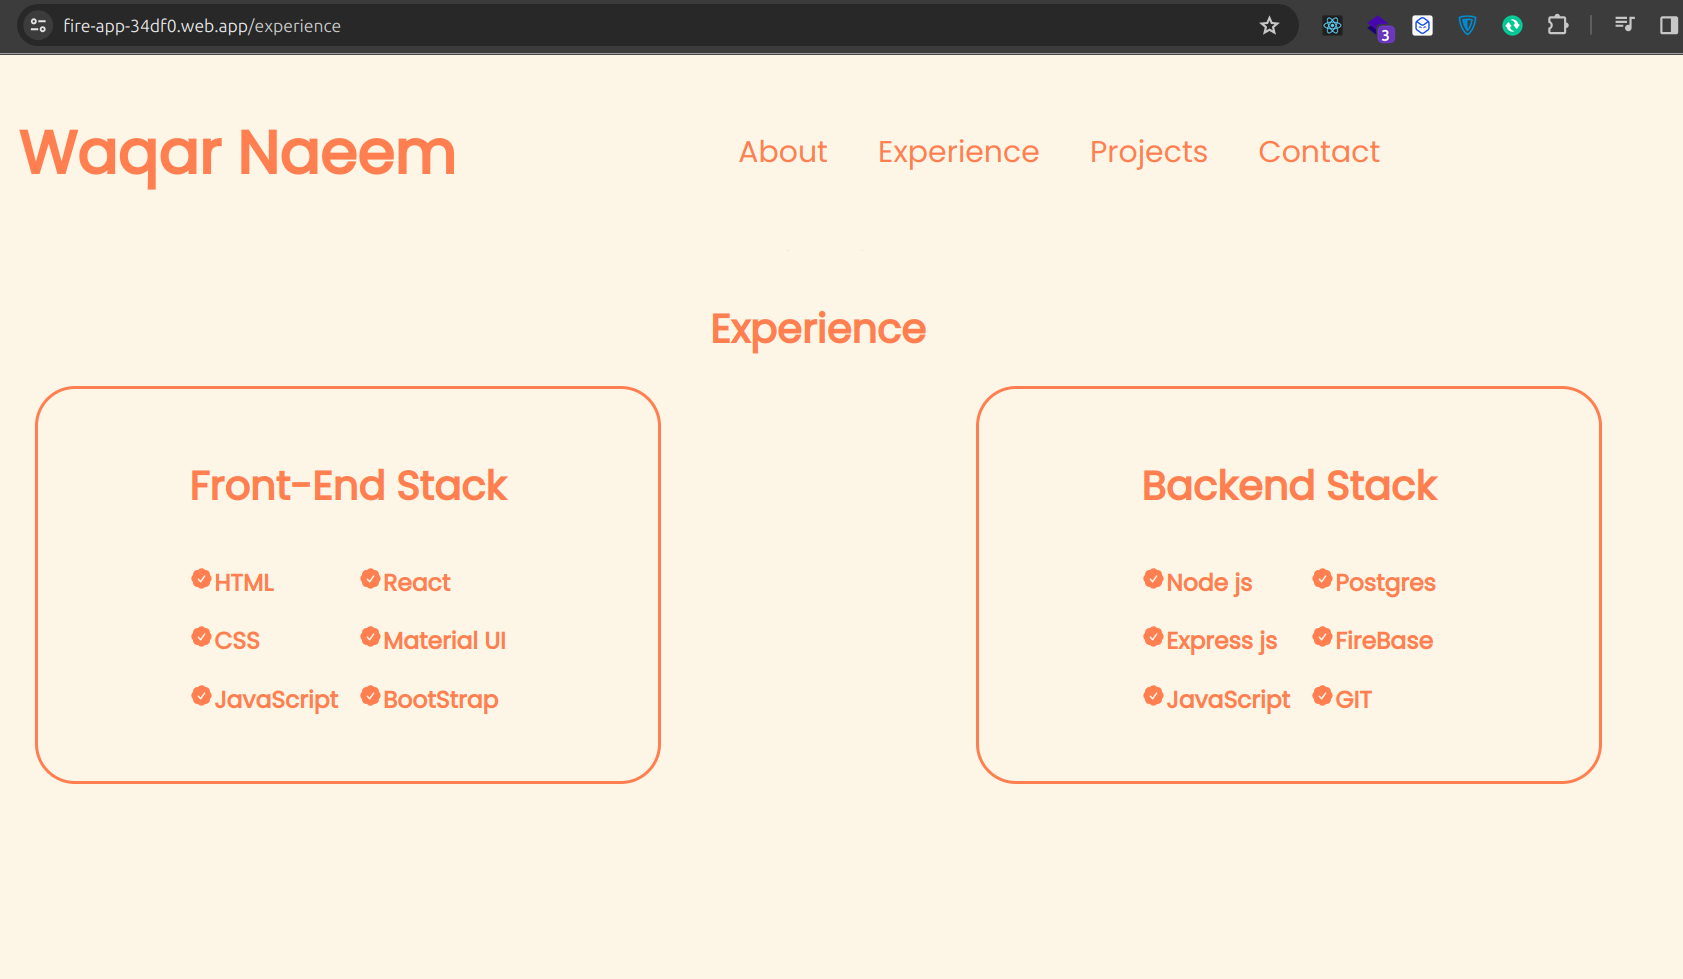 fire-app-34df0.web.app/experience
3
Waqar Naeem
About Experience Projects Contact
Experience
Front-End Stack
HTML React
CSS Material UI
JavaScript BootStrap
Backend Stack
Node js Postgres
Express js FireBase
JavaScript GIT